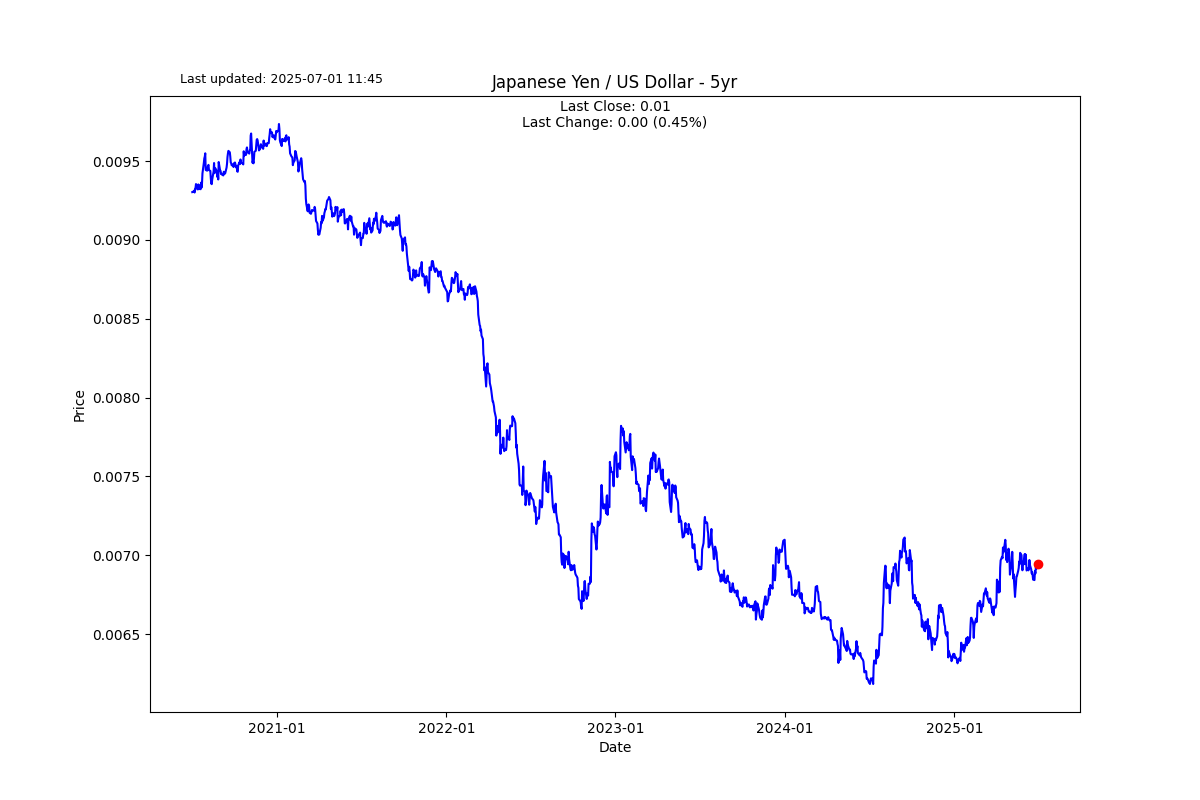 Last updated: 2025-07-01 11:45
Japanese Yen / US Dollar - 5yr
Last Close: 0.01
Last Change: 0.00 (0.45%)
0.0095
0.0090
0.0085
0.0080
0.0075
0.0070
0.0065
Price
2021-01 2022-01 2023-01 2024-01 2025-01
Date